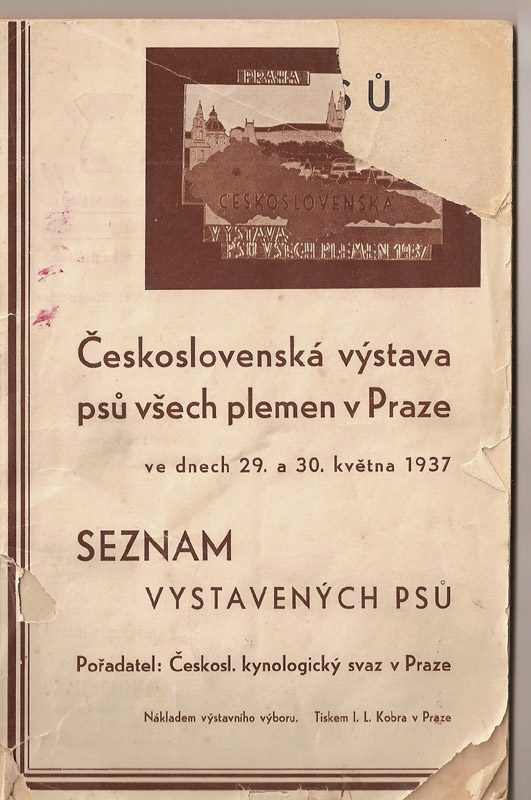 PRAHA
SŮ
ČESKOSLOVENSKÁ
VÝSTAVA
PSŮ VŠECH PLEMEN 1937
Československá výstava
psů všech plemen v Praze
ve dnech 29. a 30. května 1937
SEZNAM
VYSTAVENÝCH PSŮ
Pořadatel: Českosl. kynologický svaz v Praze
Nákladem výstavního výboru. Tiskem I. L. Kobra v Praze